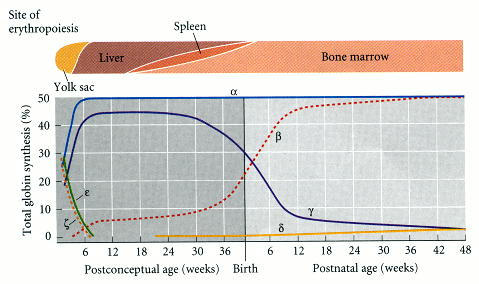 Site of
erythropoiesis
Spleen
Liver
Bone marrow
Yolk sac
Total globin synthesis (%)
50
40
30
20
10
0
α
β
γ
δ
ε
ζ
6 12 18 24 30 36 6 12 18 24 30 36 42 48
Postconceptual age (weeks) Birth Postnatal age (weeks)